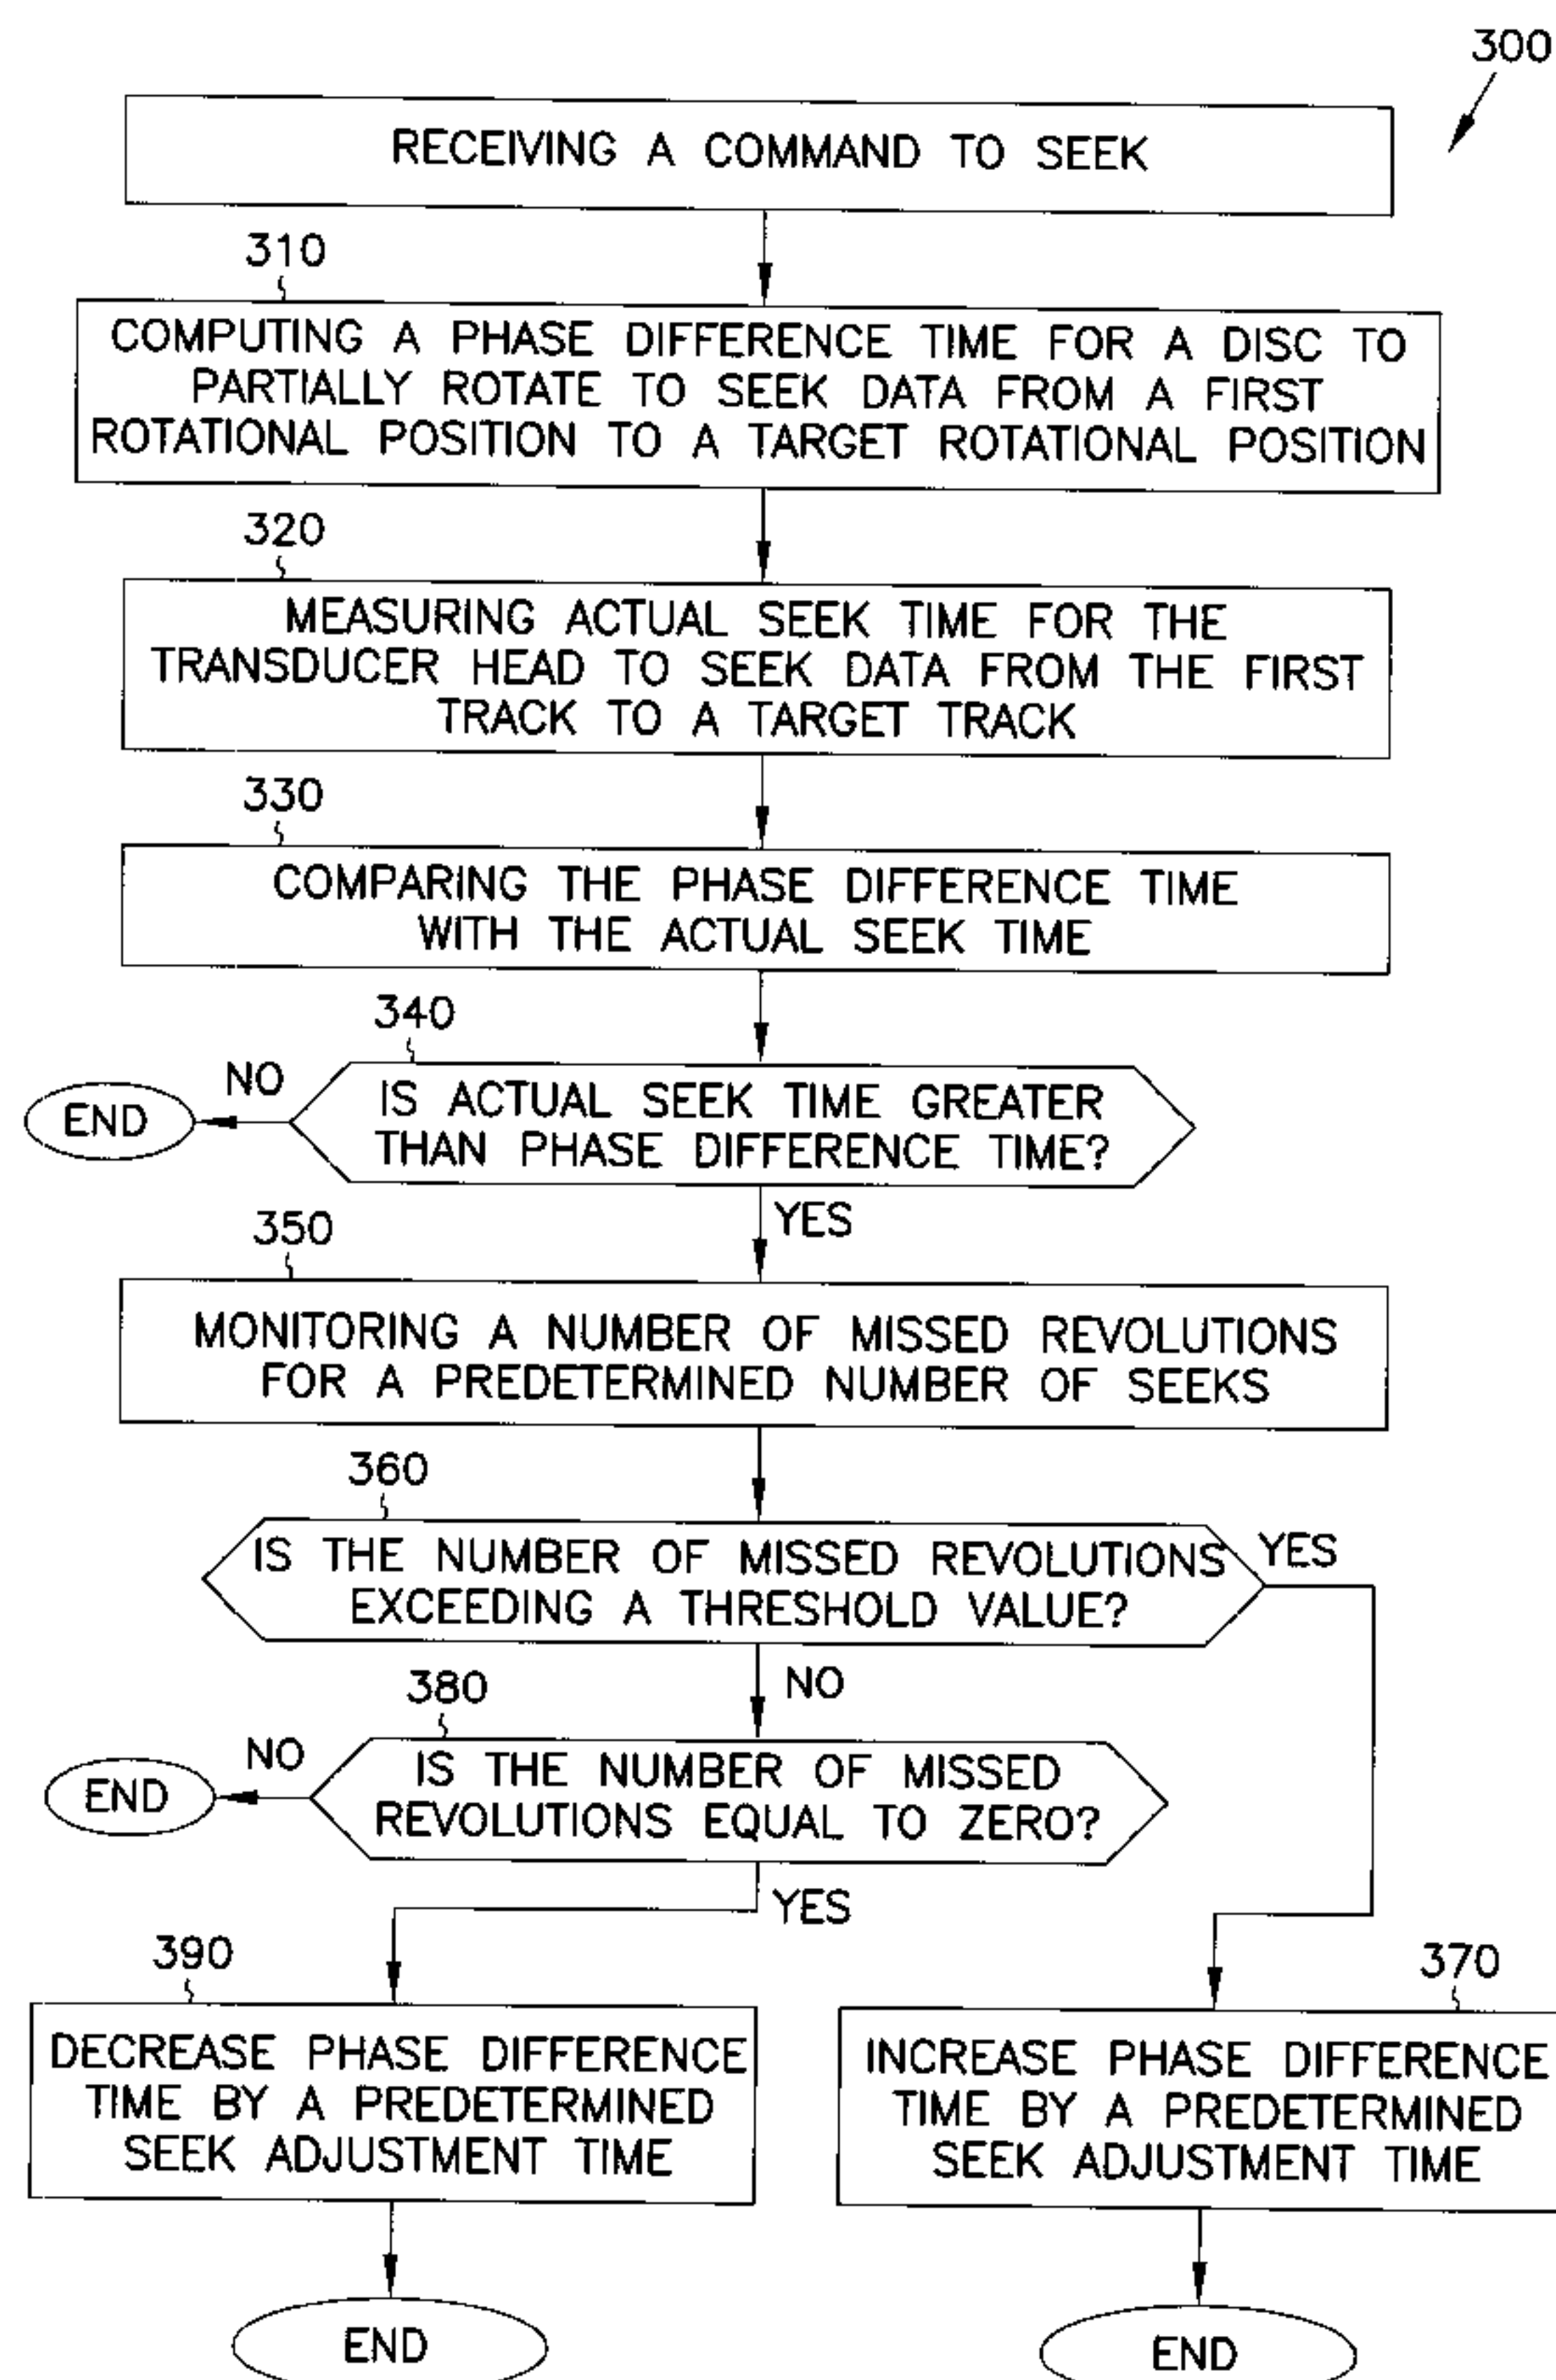 300
RECEIVING A COMMAND TO SEEK
310
COMPUTING A PHASE DIFFERENCE TIME FOR A DISC TO
PARTIALLY ROTATE TO SEEK DATA FROM A FIRST
ROTATIONAL POSITION TO A TARGET ROTATIONAL POSITION
320
MEASURING ACTUAL SEEK TIME FOR THE
TRANSDUCER HEAD TO SEEK DATA FROM THE FIRST
TRACK TO A TARGET TRACK
330
COMPARING THE PHASE DIFFERENCE TIME
WITH THE ACTUAL SEEK TIME
340
NO
END
IS ACTUAL SEEK TIME GREATER
THAN PHASE DIFFERENCE TIME?
YES
350
MONITORING A NUMBER OF MISSED REVOLUTIONS
FOR A PREDETERMINED NUMBER OF SEEKS
360
IS THE NUMBER OF MISSED REVOLUTIONS
EXCEEDING A THRESHOLD VALUE?
YES
NO
380
NO
END
IS THE NUMBER OF MISSED
REVOLUTIONS EQUAL TO ZERO?
YES
390
DECREASE PHASE DIFFERENCE
TIME BY A PREDETERMINED
SEEK ADJUSTMENT TIME
370
INCREASE PHASE DIFFERENCE
TIME BY A PREDETERMINED
SEEK ADJUSTMENT TIME
END
END